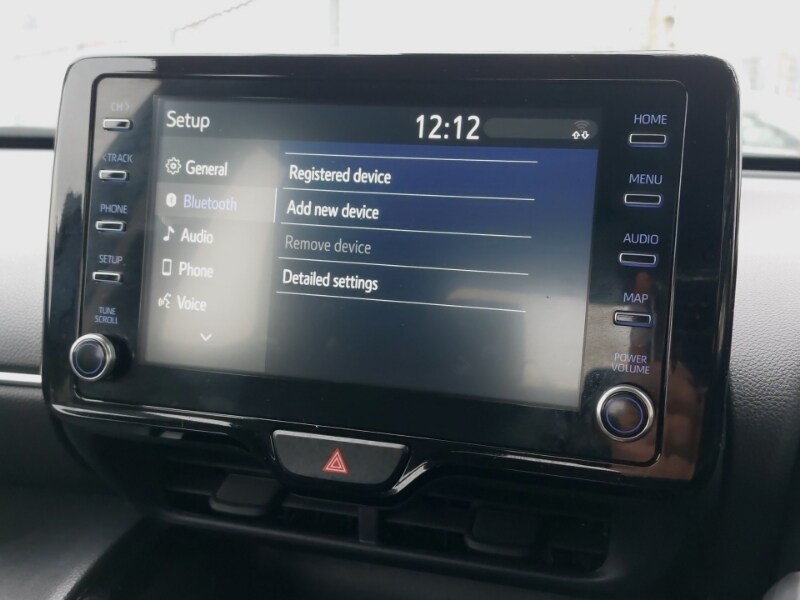 Setup
12:12
General
Bluetooth
Audio
Phone
Voice
Registered device
Add new device
Remove device
Detailed settings
CH>
<TRACK
PHONE
SETUP
TUNE
SCROLL
HOME
MENU
AUDIO
MAP
POWER
VOLUME